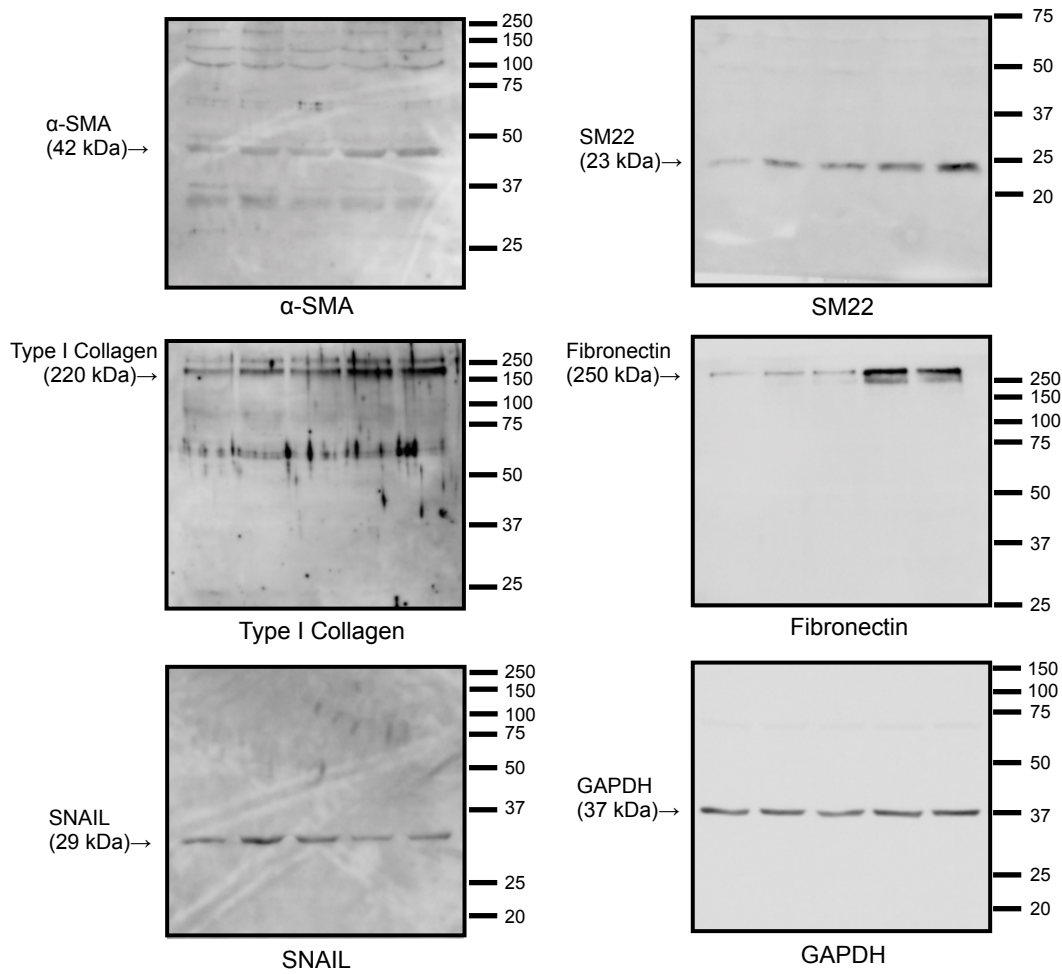 α-SMA
(42 kDa)→
250
150
100
75
50
37
25
α-SMA
SM22
(23 kDa)→
75
50
37
25
20
SM22
Type I Collagen
(220 kDa)→
250
150
100
75
50
37
25
Type I Collagen
Fibronectin
(250 kDa)→
250
150
100
75
50
37
25
Fibronectin
SNAIL
(29 kDa)→
250
150
100
75
50
37
25
20
SNAIL
GAPDH
(37 kDa)→
150
100
75
50
37
25
20
GAPDH